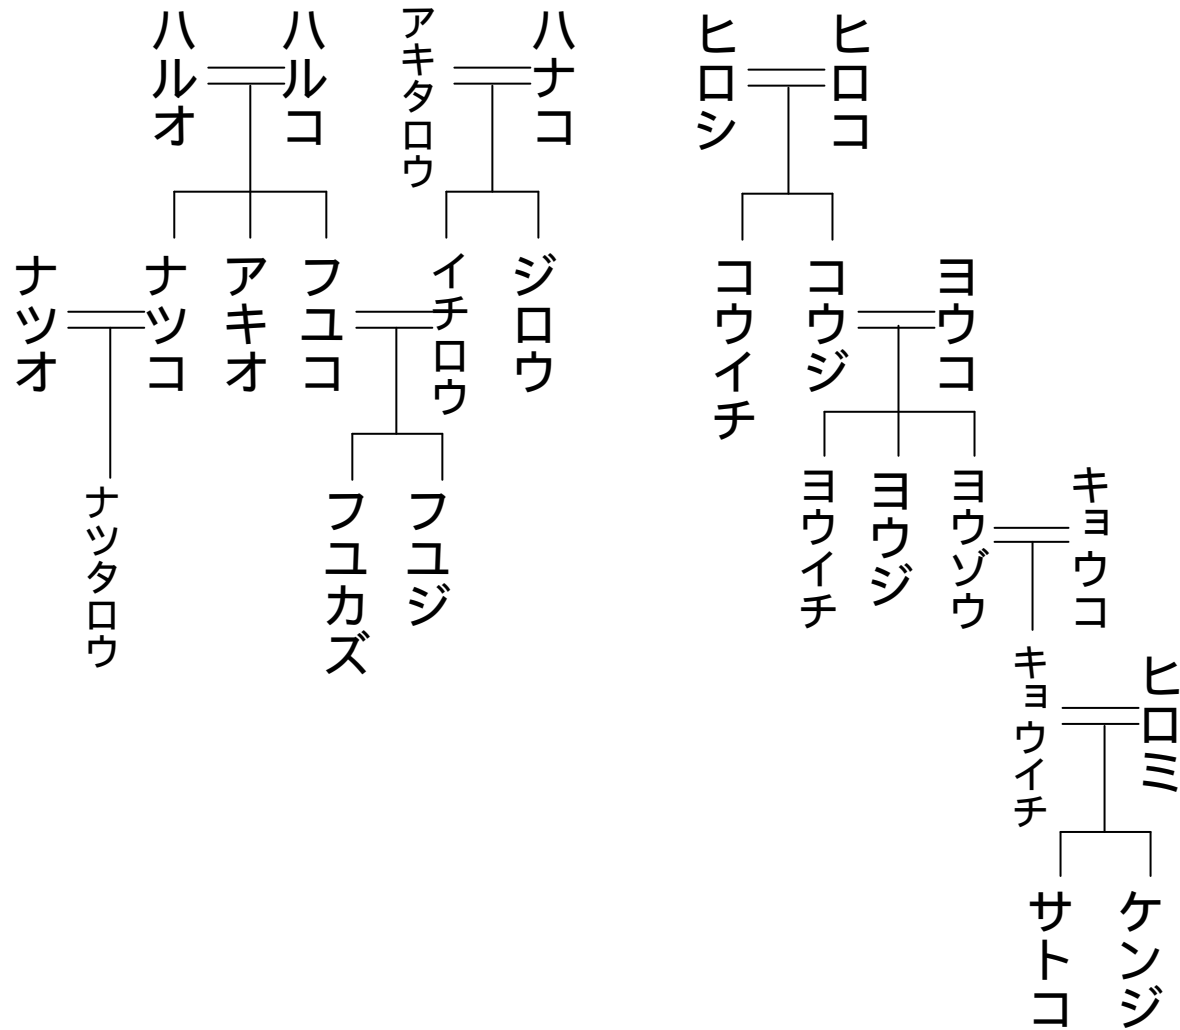 ハルオ
ハルコ
アキタロウ
ハナコ
ヒロシ
ヒロコ
ナツオ
ナツコ
アキオ
フユコ
イチロウ
ジロウ
コウイチ
コウジ
ヨウコ
ナツタロウ
フユカズ
フユジ
ヨウイチ
ヨウジ
ヨウゾウ
キョウコ
キョウイチ
ヒロミ
サトコ
ケンジ